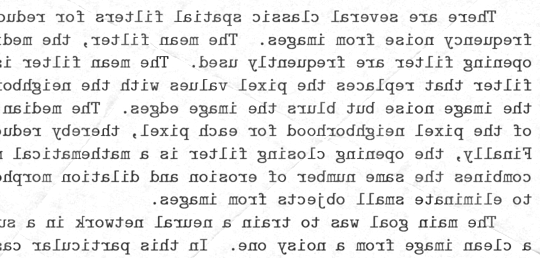 There are several classic spatial filters for reduc
frequency noise from images. The mean filter, the medi
opening filter are frequently used. The mean filter is
filter that replaces the pixel values with the neighbor
the image noise but blurs the image edges. The median
of the pixel neighborhood for each pixel, thereby reduc
Finally, the opening closing filter is a mathematical m
combines the same number of erosion and dilation morpho
to eliminate small objects from images.
The main goal was to train a neural network in a su
a clean image from a noisy one. In this particular cas